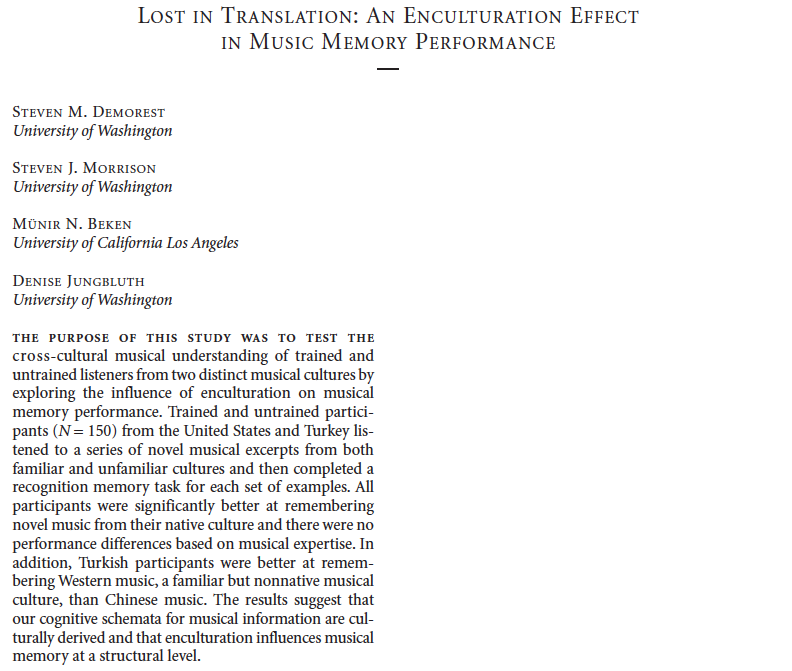 LOST IN TRANSLATION: AN ENCULTURATION EFFECT
IN MUSIC MEMORY PERFORMANCE
STEVEN M. DEMOREST
University of Washington
STEVEN J. MORRISON
University of Washington
MÜNIR N. BEKEN
University of California Los Angeles
DENISE JUNGBLUTH
University of Washington
THE PURPOSE OF THIS STUDY WAS TO TEST THE
cross-cultural musical understanding of trained and
untrained listeners from two distinct musical cultures by
exploring the influence of enculturation on musical
memory performance. Trained and untrained partici-
pants (N = 150) from the United States and Turkey lis-
tened to a series of novel musical excerpts from both
familiar and unfamiliar cultures and then completed a
recognition memory task for each set of examples. All
participants were significantly better at remembering
novel music from their native culture and there were no
performance differences based on musical expertise. In
addition, Turkish participants were better at remem-
bering Western music, a familiar but nonnative musical
culture, than Chinese music. The results suggest that
our cognitive schemata for musical information are cul-
turally derived and that enculturation influences musical
memory at a structural level.